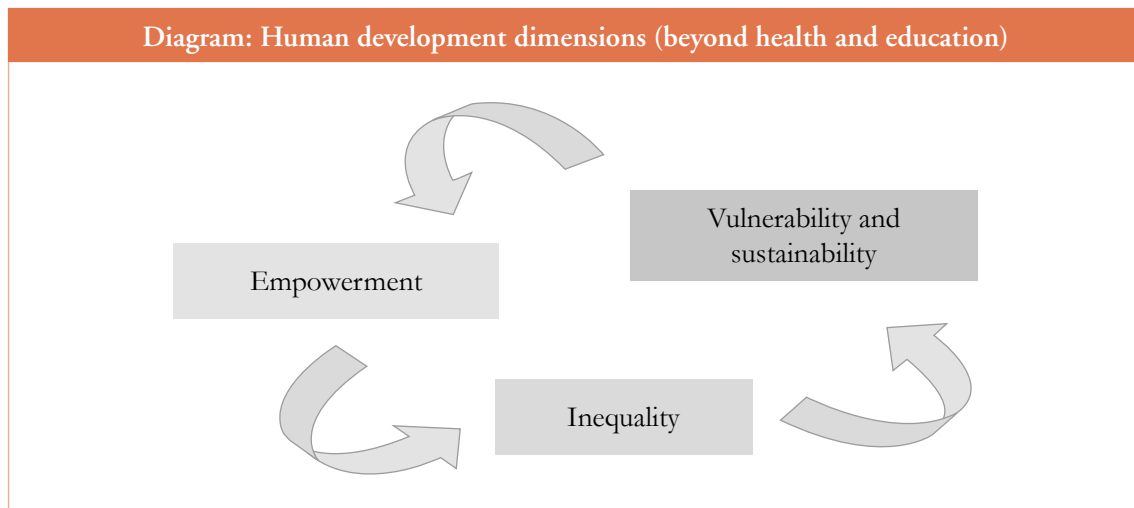 Diagram: Human development dimensions (beyond health and education)
Vulnerability and
sustainability
Empowerment
Inequality